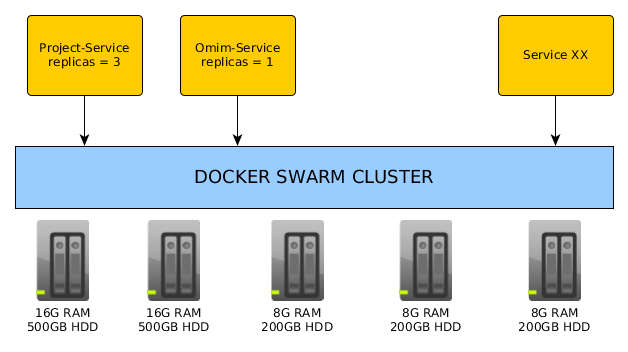 Project-Service
replicas = 3
Omim-Service
replicas = 1
Service XX
DOCKER SWARM CLUSTER
16G RAM
500GB HDD
16G RAM
500GB HDD
8G RAM
200GB HDD
8G RAM
200GB HDD
8G RAM
200GB HDD